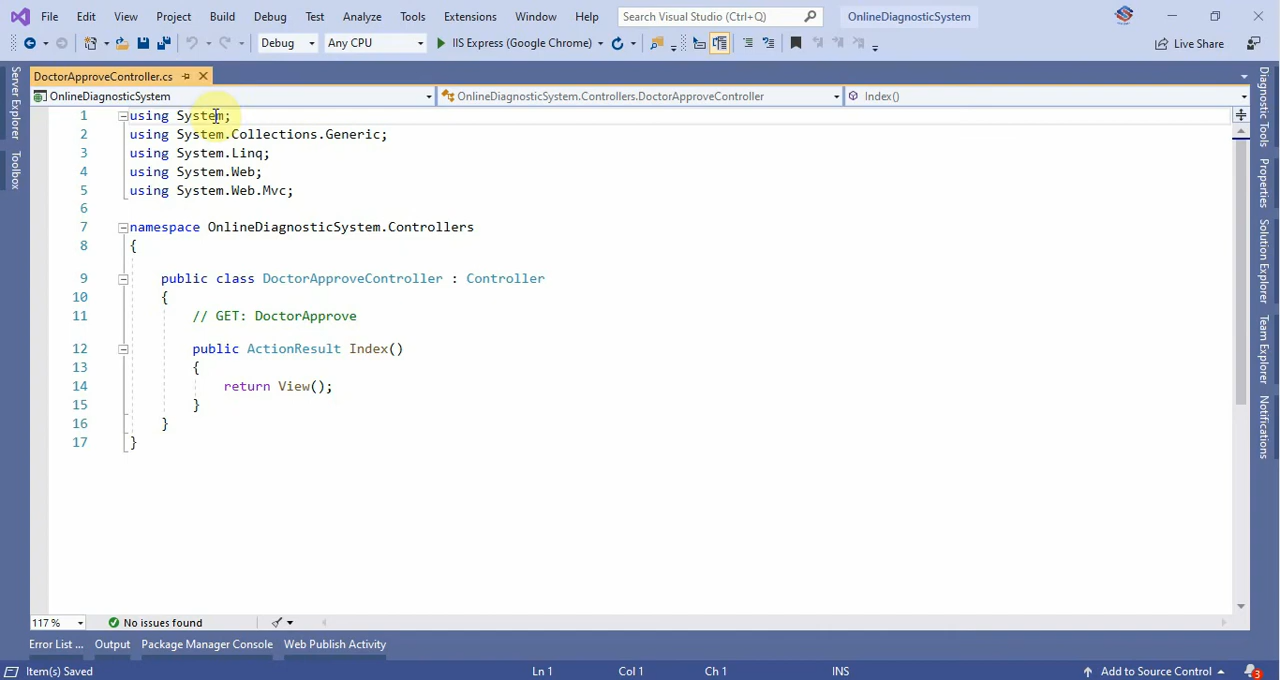 File Edit View Project Build Debug Test Analyze Tools Extensions Window Help Search Visual Studio (Ctrl+Q) OnlineDiagnosticSystem
Debug Any CPU IIS Express (Google Chrome) Live Share
DoctorApproveController.cs
OnlineDiagnosticSystem OnlineDiagnosticSystem.Controllers.DoctorApproveController Index()
1 using System;
2 using System.Collections.Generic;
3 using System.Linq;
4 using System.Web;
5 using System.Web.Mvc;
6
7 namespace OnlineDiagnosticSystem.Controllers
8 {
9 public class DoctorApproveController : Controller
10 {
11 // GET: DoctorApprove
12 public ActionResult Index()
13 {
14 return View();
15 }
16 }
17 }
117 % No issues found
Error List ... Output Package Manager Console Web Publish Activity
Item(s) Saved Ln 1 Col 1 Ch 1 INS Add to Source Control 3
Server Explorer
Toolbox
Diagnostic Tools
Properties
Solution Explorer
Team Explorer
Notifications